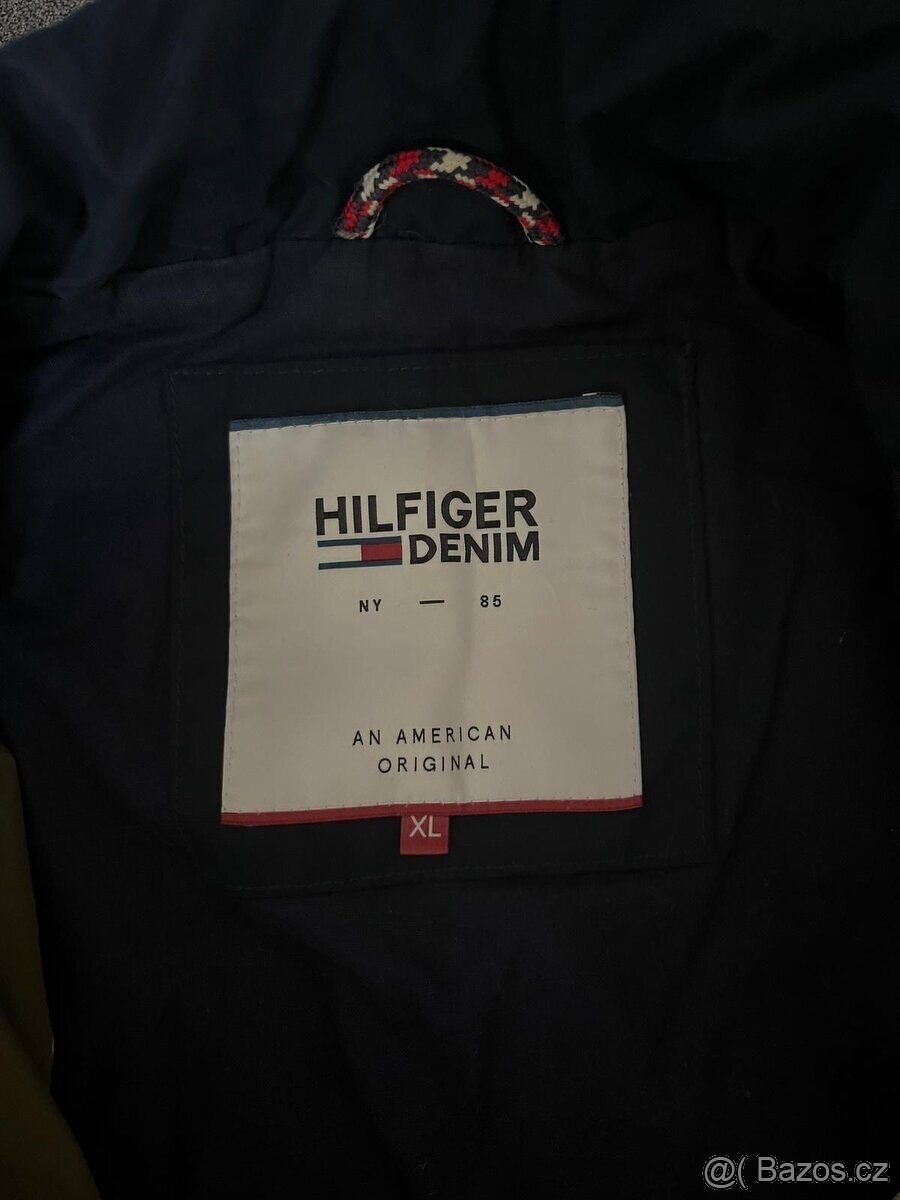 HILFIGER
DENIM
NY — 85
AN AMERICAN
ORIGINAL
XL
@( Bazos.cz